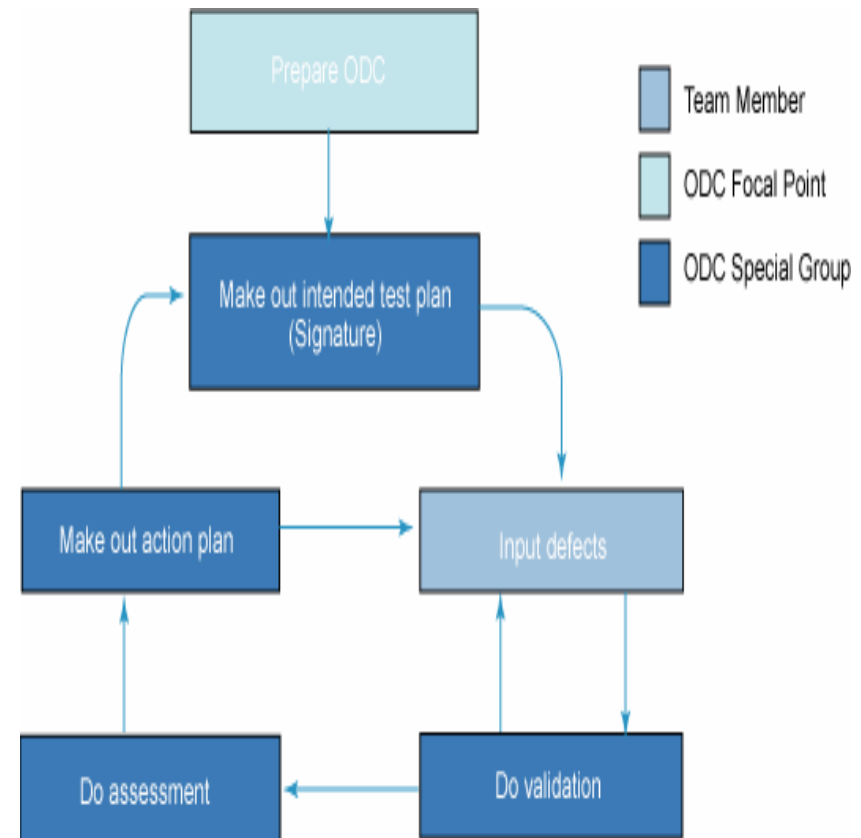 Prepare ODC
Team Member
ODC Focal Point
ODC Special Group
Make out intended test plan
(Signature)
Make out action plan
Input defects
Do assessment
Do validation